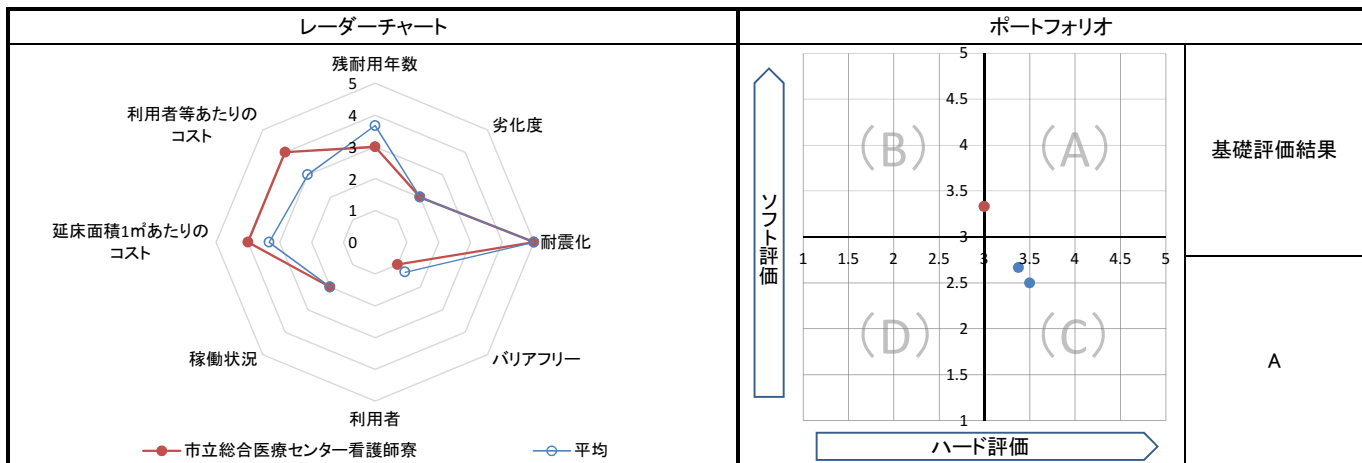 レーダーチャート
ポートフォリオ
残耐用年数
劣化度
耐震化
バリアフリー
利用者
稼働状況
延床面積1㎡あたりの
コスト
利用者等あたりの
コスト
5
4
3
2
1
0
市立総合医療センター看護師寮
平均
ソフト評価
5
4.5
4
3.5
3
2.5
2
1.5
1
1 1.5 2 2.5 3 3.5 4 4.5 5
(B)
(A)
(D)
(C)
ハード評価
基礎評価結果
A